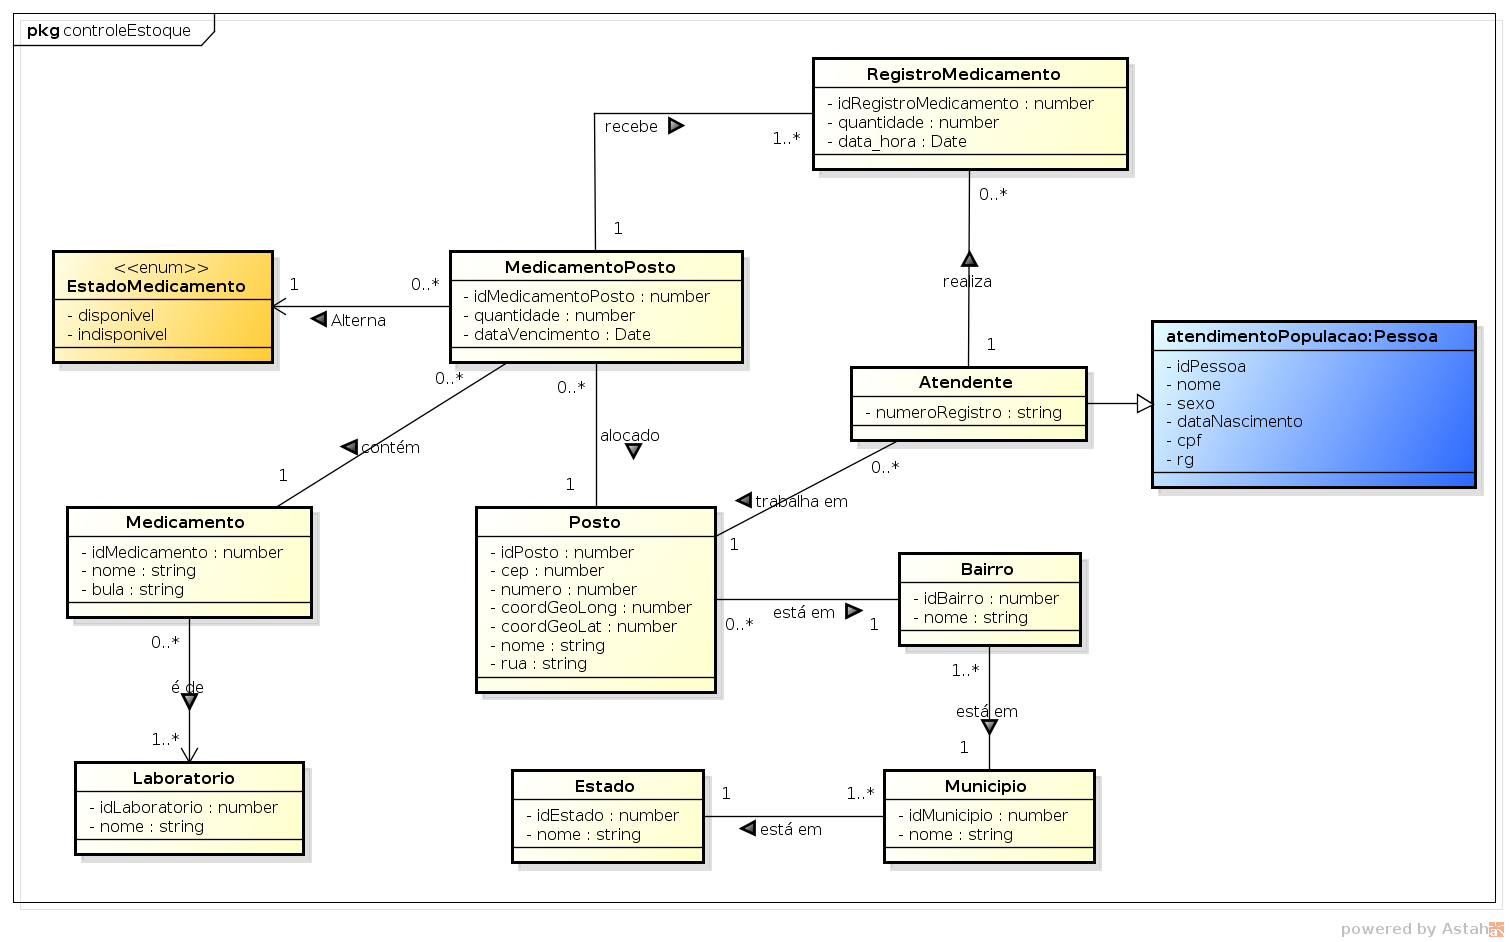 pkg controleEstoque
RegistroMedicamento
- idRegistroMedicamento : number
- quantidade : number
- data_hora : Date
recebe
1..*
1
0..*
realiza
1
<<enum>>
EstadoMedicamento
- disponivel
- indisponivel
1
0..*
Alterna
MedicamentoPosto
- idMedicamentoPosto : number
- quantidade : number
- dataVencimento : Date
atendimentoPopulacao:Pessoa
- idPessoa
- nome
- sexo
- dataNascimento
- cpf
- rg
Atendente
- numeroRegistro : string
0..*
contém
1
0..*
alocado
1
0..*
trabalha em
1
Medicamento
- idMedicamento : number
- nome : string
- bula : string
Posto
- idPosto : number
- cep : number
- numero : number
- coordGeoLong : number
- coordGeoLat : number
- nome : string
- rua : string
está em
0..*
1
Bairro
- idBairro : number
- nome : string
0..*
é de
1..*
1..*
está em
1
Laboratorio
- idLaboratorio : number
- nome : string
Estado
- idEstado : number
- nome : string
1
1..*
está em
Municipio
- idMunicipio : number
- nome : string
powered by Astah